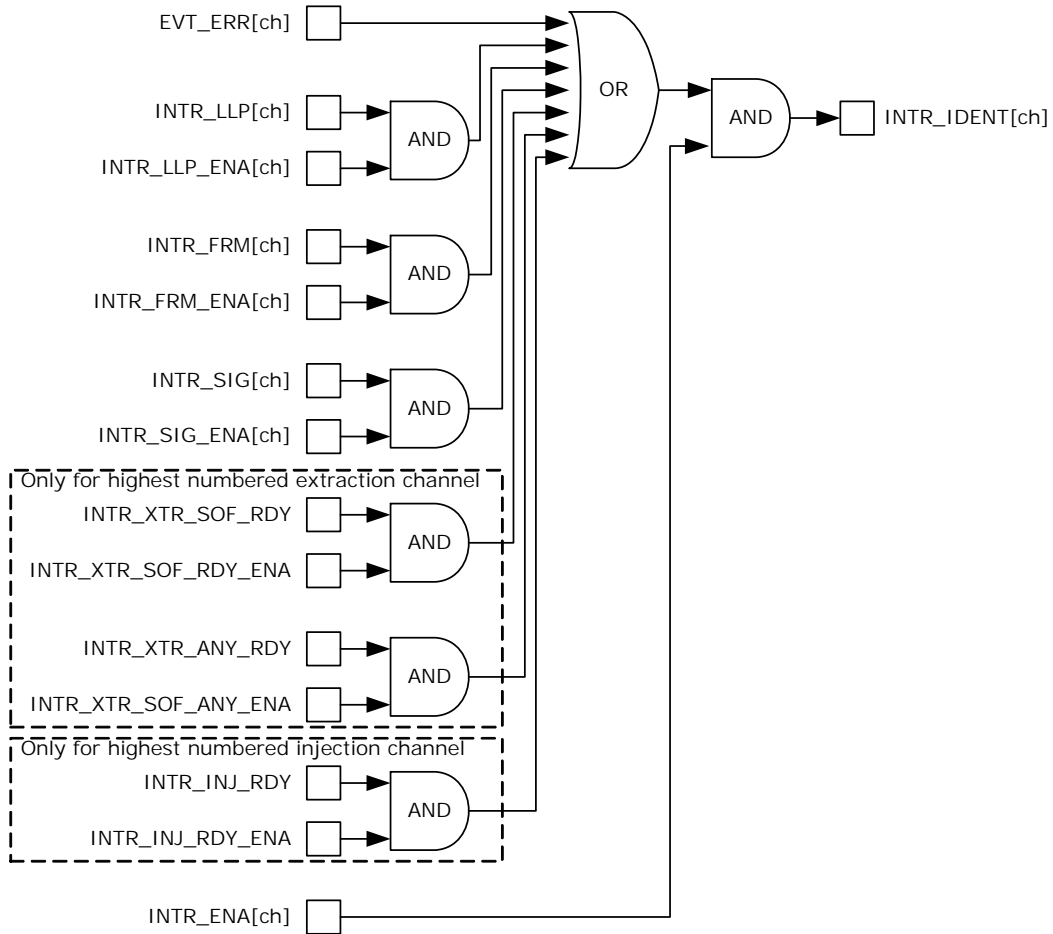 EVT_ERR[ch]
OR
INTR_LLP[ch]
AND
AND
INTR_IDENT[ch]
INTR_LLP_ENA[ch]
INTR_FRM[ch]
AND
INTR_FRM_ENA[ch]
INTR_SIG[ch]
AND
INTR_SIG_ENA[ch]
Only for highest numbered extraction channel
INTR_XTR_SOF_RDY
AND
INTR_XTR_SOF_RDY_ENA
INTR_XTR_ANY_RDY
AND
INTR_XTR_SOF_ANY_ENA
Only for highest numbered injection channel
INTR_INJ_RDY
AND
INTR_INJ_RDY_ENA
INTR_ENA[ch]